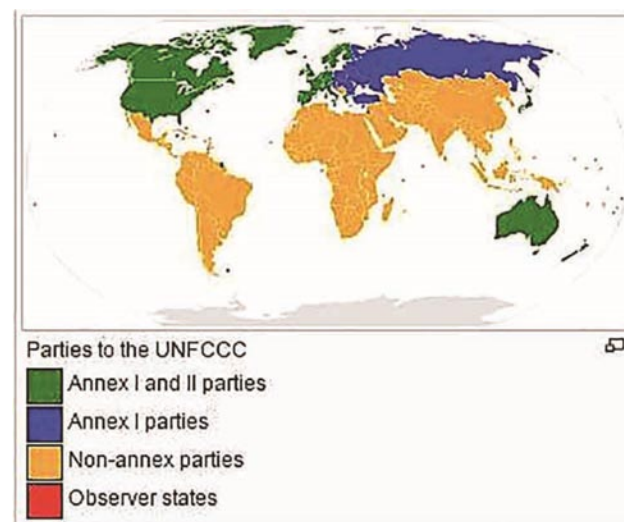 Parties to the UNFCCC
Annex I and II parties
Annex I parties
Non-annex parties
Observer states